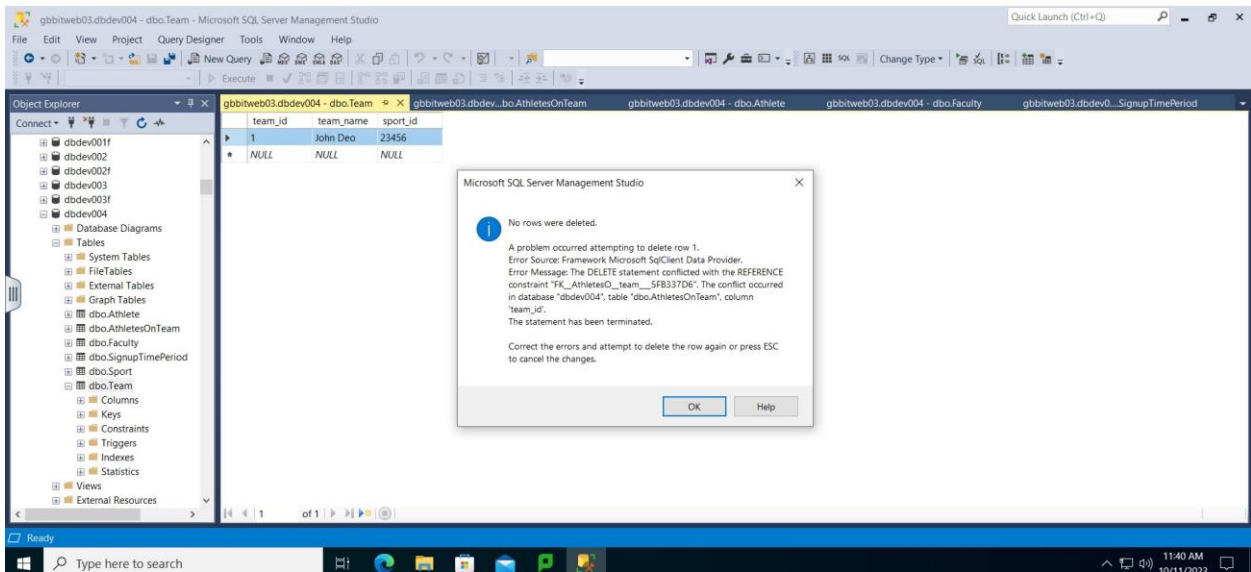 gbbitweb03.dbdev004 - dbo.Team - Microsoft SQL Server Management Studio
Quick Launch (Ctrl+Q)
File Edit View Project Query Designer Tools Window Help
New Query
Change Type
Execute
Object Explorer
Connect
dbdev001f
dbdev002
dbdev002f
dbdev003
dbdev003f
dbdev004
Database Diagrams
Tables
System Tables
FileTables
External Tables
Graph Tables
dbo.Athlete
dbo.AthletesOnTeam
dbo.Faculty
dbo.SignupTimePeriod
dbo.Sport
dbo.Team
Columns
Keys
Constraints
Triggers
Indexes
Statistics
Views
External Resources
gbbitweb03.dbdev004 - dbo.Team
gbbitweb03.dbdev...bo.AthletesOnTeam
gbbitweb03.dbdev004 - dbo.Athlete
gbbitweb03.dbdev004 - dbo.Faculty
gbbitweb03.dbdev0....SignupTimePeriod
team_id team_name sport_id
1 John Deo 23456
NULL NULL NULL
Microsoft SQL Server Management Studio
No rows were deleted.
A problem occurred attempting to delete row 1.
Error Source: Framework Microsoft SqlClient Data Provider.
Error Message: The DELETE statement conflicted with the REFERENCE
constraint "FK__AthletesO__team___5FB337D6". The conflict occurred
in database "dbdev004", table "dbo.AthletesOnTeam", column
'team_id'.
The statement has been terminated.
Correct the errors and attempt to delete the row again or press ESC
to cancel the changes.
OK Help
1 of 1
Ready
Type here to search
11:40 AM
10/11/2023